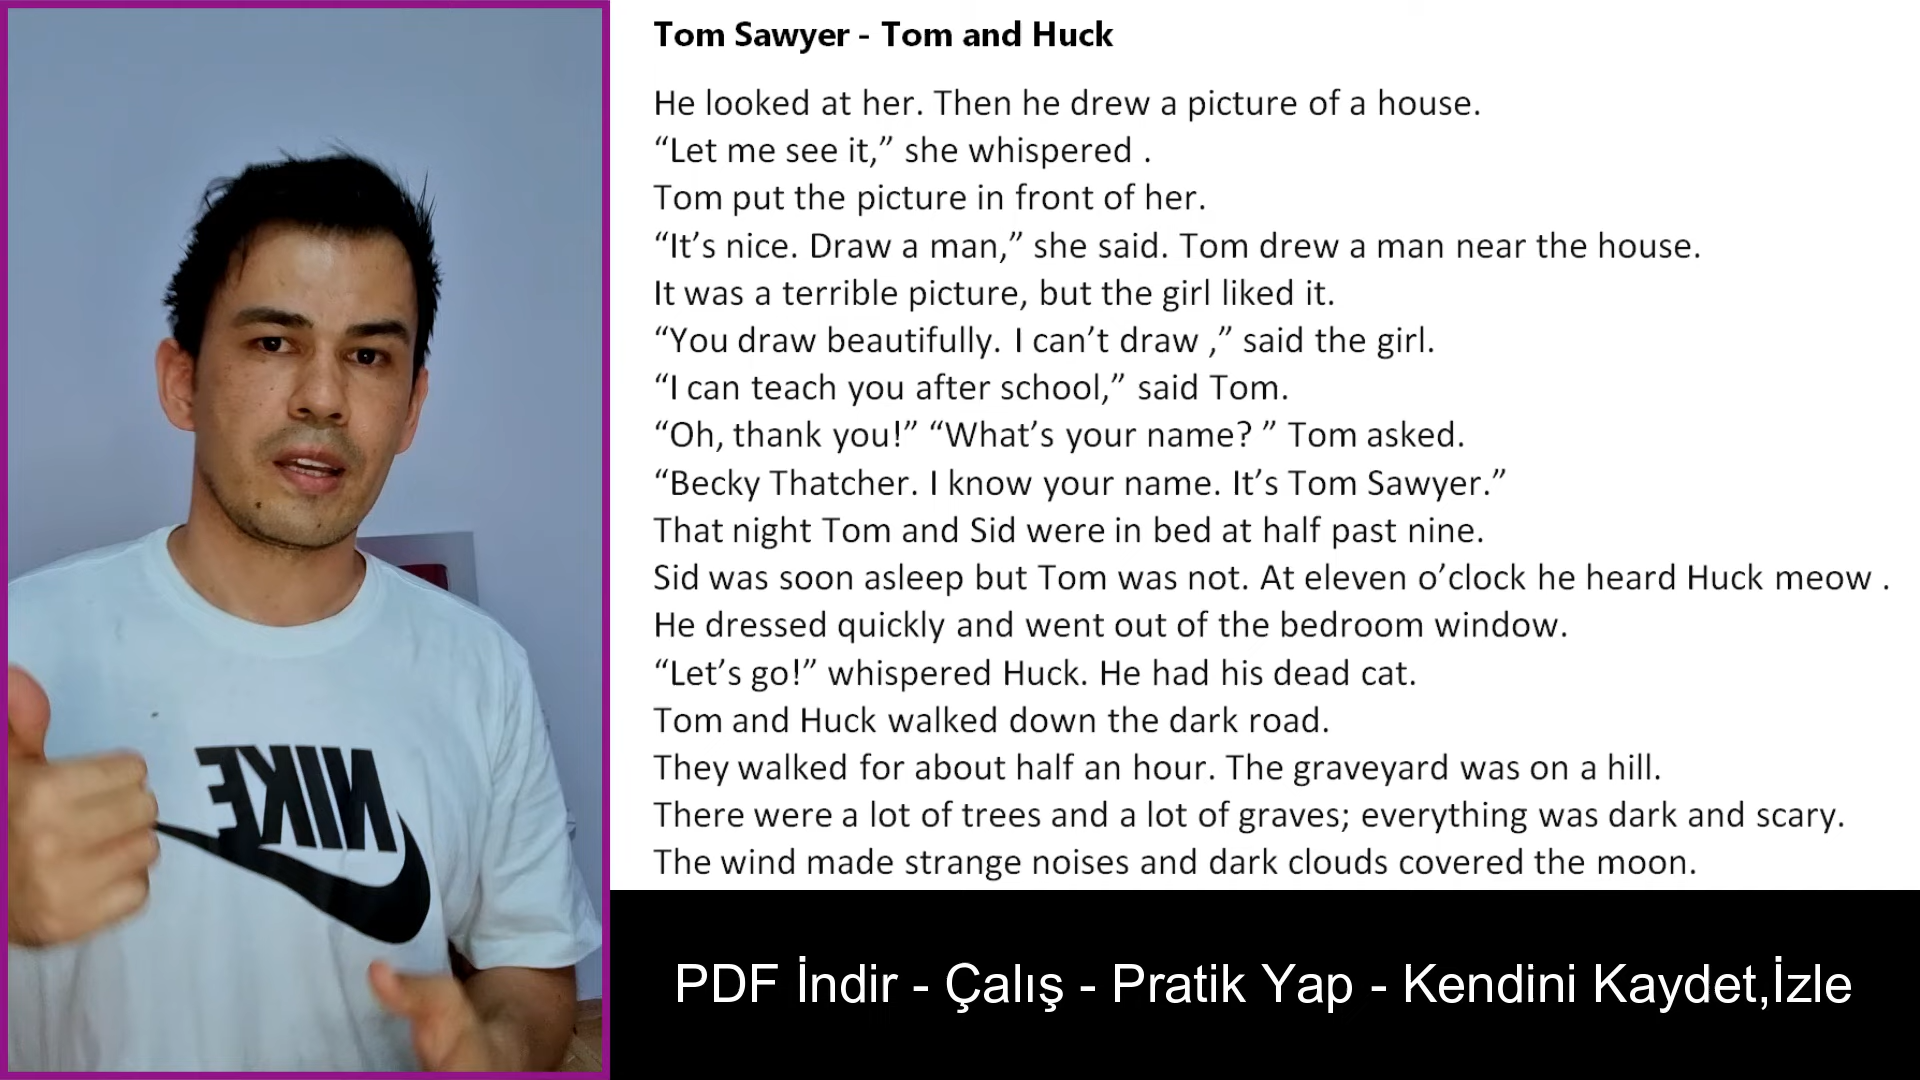 Tom Sawyer - Tom and Huck
He looked at her. Then he drew a picture of a house.
“Let me see it,” she whispered .
Tom put the picture in front of her.
“It’s nice. Draw a man,” she said. Tom drew a man near the house.
It was a terrible picture, but the girl liked it.
“You draw beautifully. I can’t draw ,” said the girl.
“I can teach you after school,” said Tom.
“Oh, thank you!” “What’s your name? ” Tom asked.
“Becky Thatcher. I know your name. It’s Tom Sawyer.”
That night Tom and Sid were in bed at half past nine.
Sid was soon asleep but Tom was not. At eleven o’clock he heard Huck meow .
He dressed quickly and went out of the bedroom window.
“Let’s go!” whispered Huck. He had his dead cat.
Tom and Huck walked down the dark road.
They walked for about half an hour. The graveyard was on a hill.
There were a lot of trees and a lot of graves; everything was dark and scary.
The wind made strange noises and dark clouds covered the moon.
NIKE
PDF İndir - Çalış - Pratik Yap - Kendini Kaydet,İzle